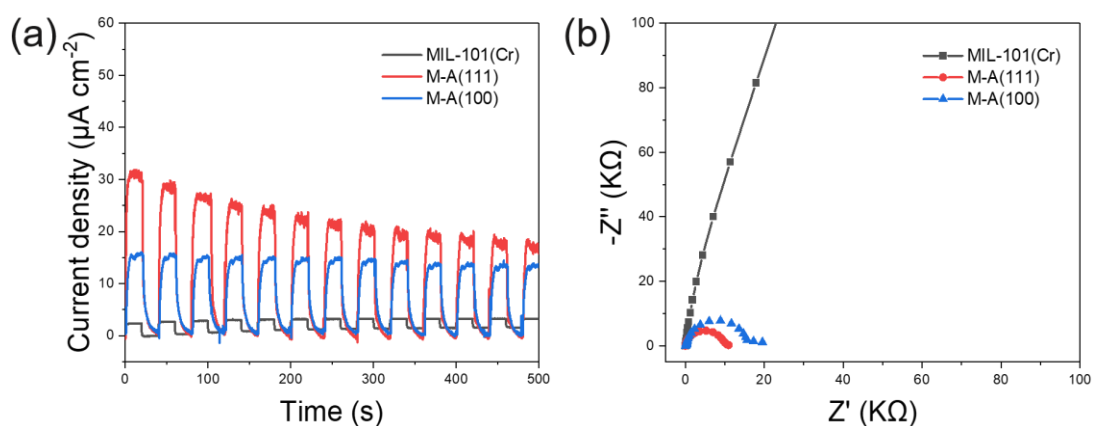 (a)
60
50
40
30
20
10
0
Current density (µA cm⁻²)
MIL-101(Cr)
M-A(111)
M-A(100)
0 100 200 300 400 500
Time (s)
(b)
100
80
60
40
20
0
-Z" (KΩ)
MIL-101(Cr)
M-A(111)
M-A(100)
0 20 40 60 80 100
Z' (KΩ)